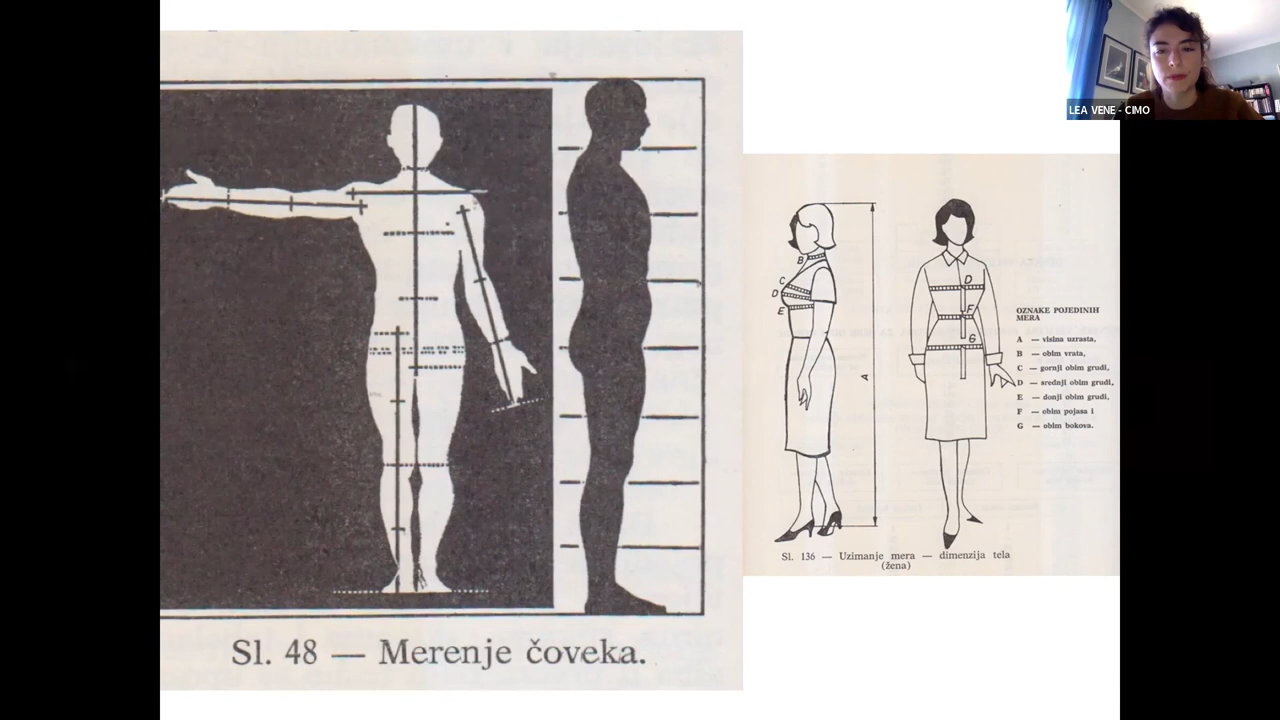 LEA VENE - CIMO
B
C
D
E
A
D
F
G
OZNAKE POJEDINIH
MERA
A — visina uzrasta,
B — obim vrata,
C — gornji obim grudi,
D — srednji obim grudi,
E — donji obim grudi,
F — obim pojasa i
G — obim bokova.
Sl. 136 — Uzimanje mera — dimenzija tela
(žena)
Sl. 48 — Merenje čoveka.